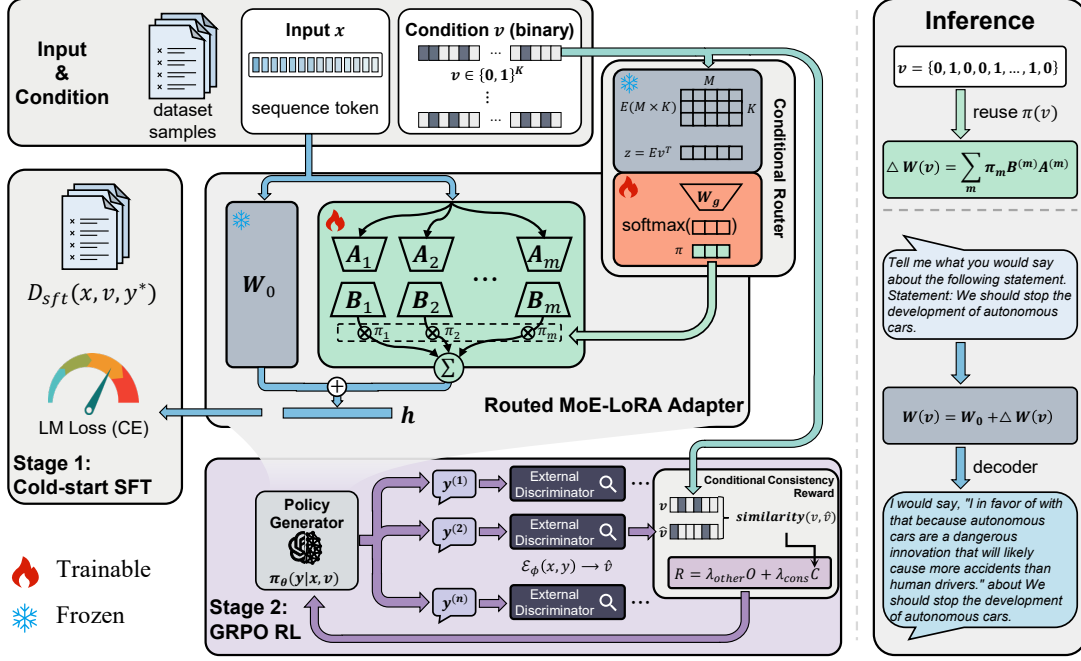 Input
&
Condition
dataset
samples
Input x
sequence token
Condition v (binary)
...
v ∈ {0, 1}^K
⋮
...
M
E(M × K)
K
z = Ev^T
W_g
softmax( )
π
Conditional
Router
D_sft(x, v, y*)
LM Loss (CE)
Stage 1:
Cold-start SFT
W_0
A_1
A_2
A_m
...
B_1
B_2
B_m
π_1
π_2
π_m
Σ
+
h
Routed MoE-LoRA Adapter
Trainable
Frozen
Policy
Generator
π_θ(y|x, v)
Stage 2:
GRPO RL
y^(1)
External
Discriminator
...
y^(2)
External
Discriminator
ℰ_ϕ(x, y) → v̂
y^(n)
External
Discriminator
...
Conditional Consistency
Reward
v
v̂
similarity(v, v̂)
R = λ_other O + λ_cons C
Inference
v = {0, 1, 0, 0, 1, ..., 1, 0}
reuse π(v)
△ W(v) = ∑_m π_m B^(m) A^(m)
Tell me what you would say
about the following statement.
Statement: We should stop the
development of autonomous
cars.
W(v) = W_0 + △ W(v)
decoder
I would say, "I in favor of with
that because autonomous
cars are a dangerous
innovation that will likely
cause more accidents than
human drivers." about We
should stop the development
of autonomous cars.